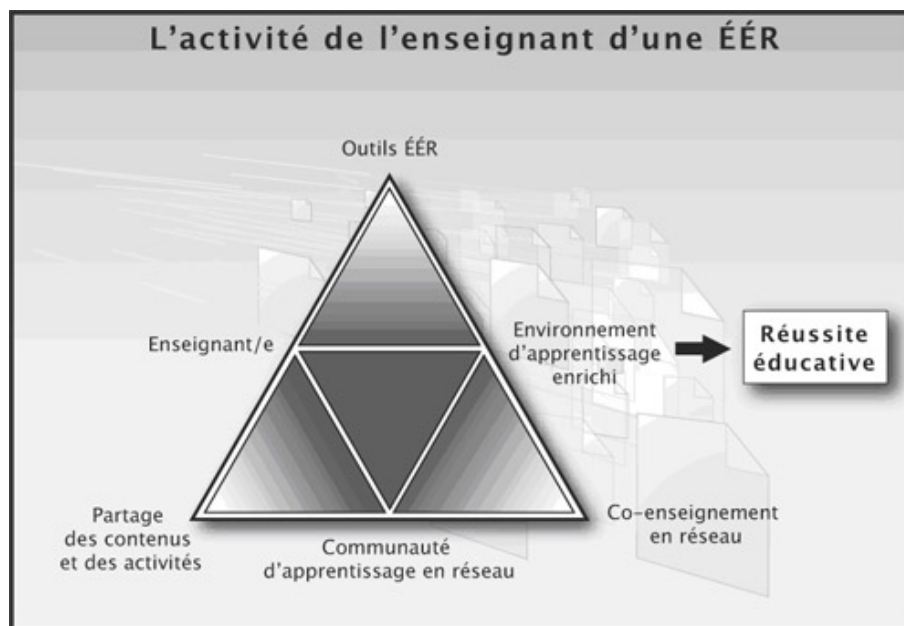 L'activité de l'enseignant d'une ÉÉR
Outils ÉÉR
Enseignant/e
Environnement
d'apprentissage
enrichi
Réussite
éducative
Partage
des contenus
et des activités
Communauté
d'apprentissage en réseau
Co-enseignement
en réseau